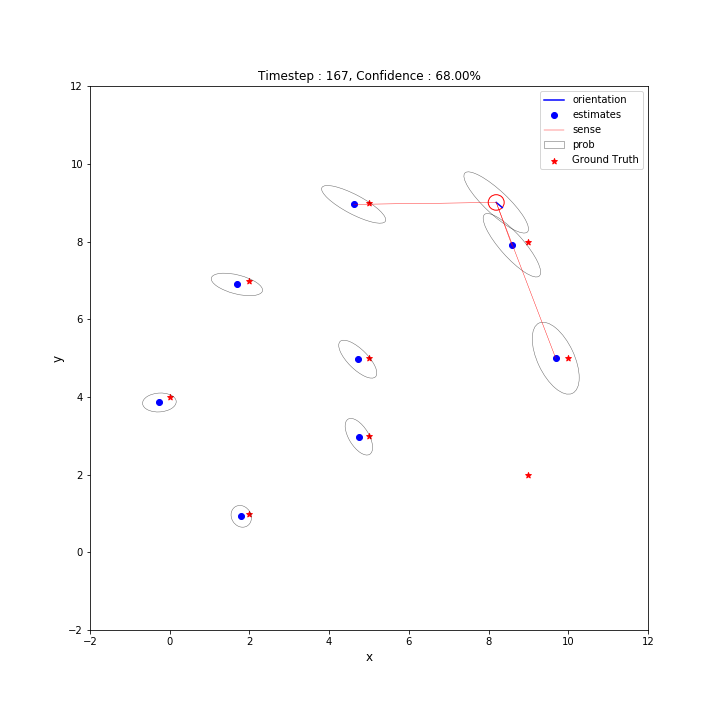 Timestep : 167, Confidence : 68.00%
12
10
8
6
4
2
0
−2
y
−2
0
2
4
6
8
10
12
x
orientation
estimates
sense
prob
Ground Truth